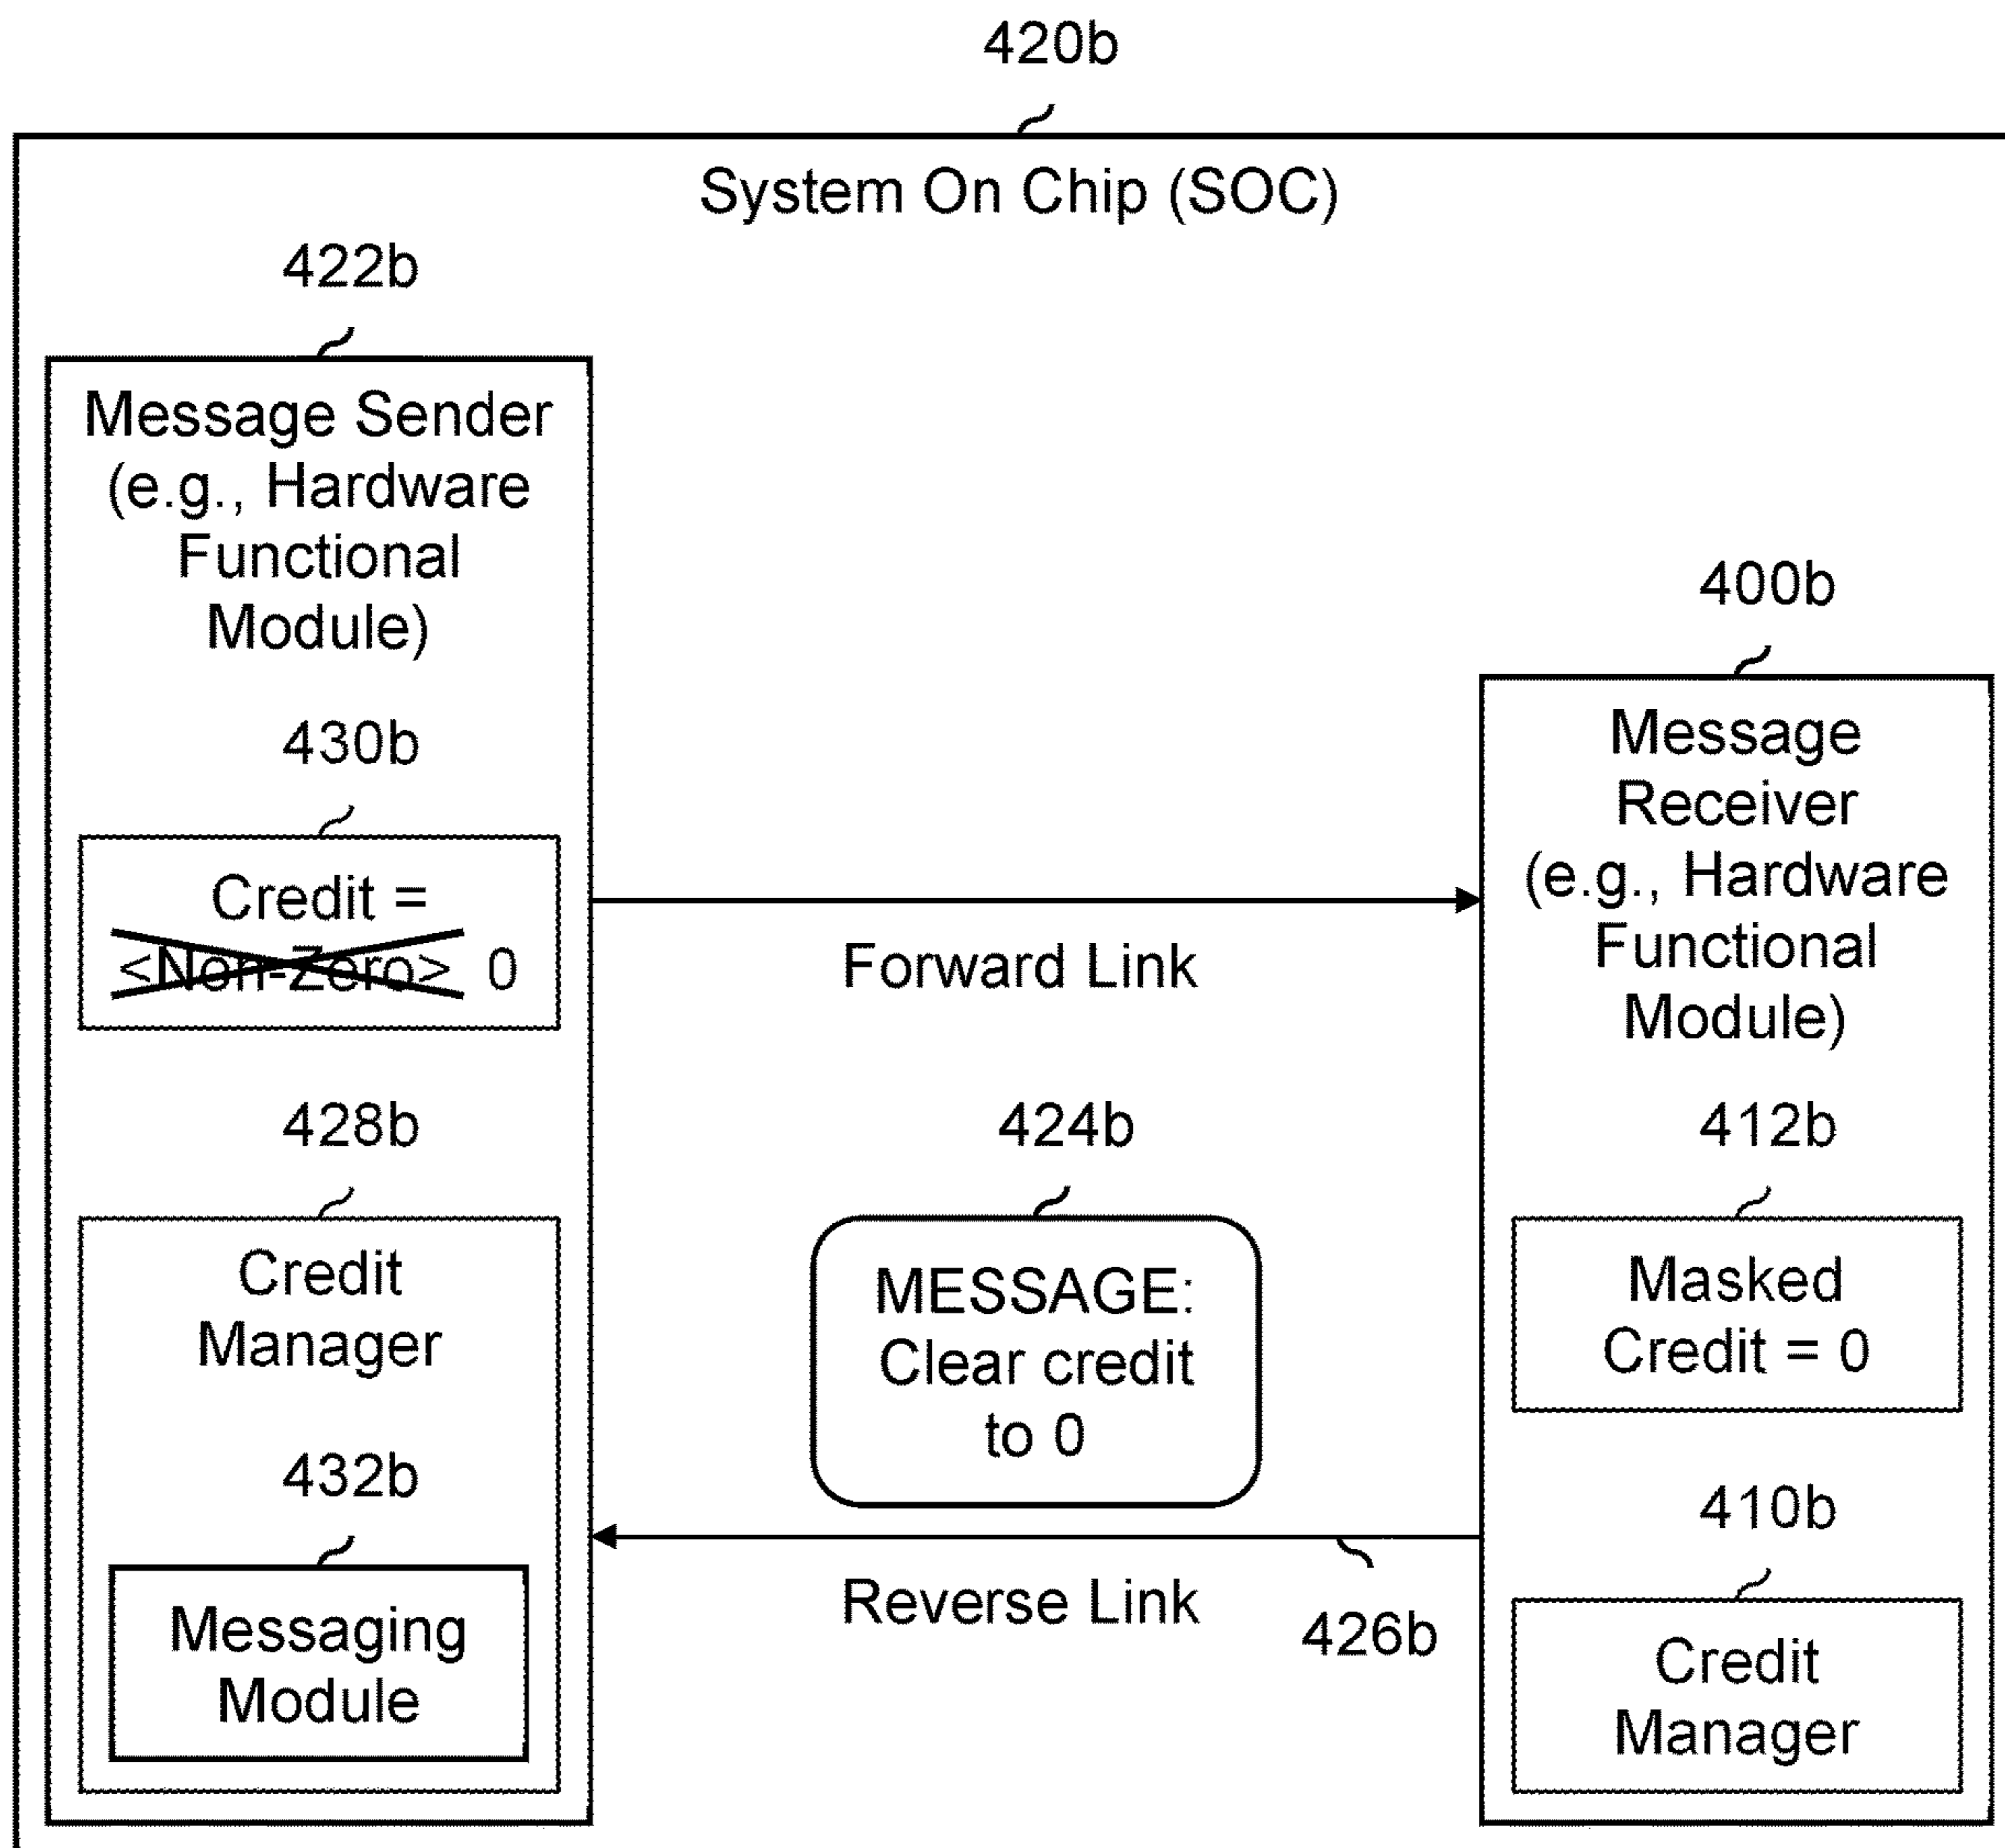 420b
System On Chip (SOC)
422b
Message Sender
(e.g., Hardware
Functional
Module)
430b
Credit =
<Non-Zero> 0
428b
Credit
Manager
432b
Messaging
Module
Forward Link
424b
MESSAGE:
Clear credit
to 0
Reverse Link
426b
400b
Message
Receiver
(e.g., Hardware
Functional
Module)
412b
Masked
Credit = 0
410b
Credit
Manager